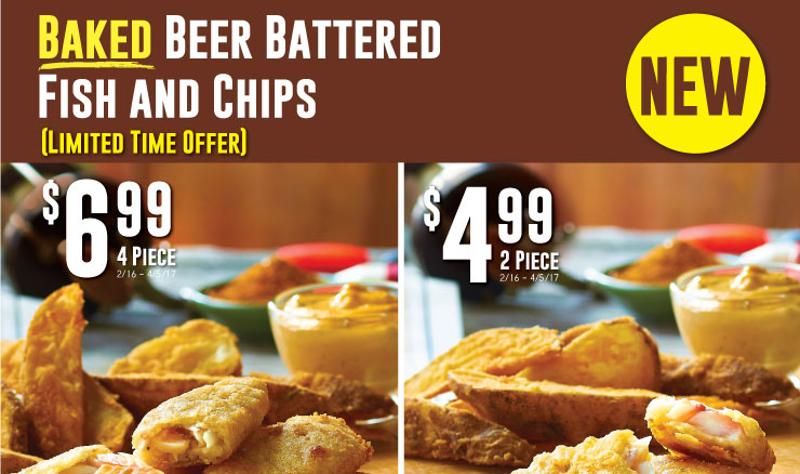 BAKED BEER BATTERED
FISH AND CHIPS
(LIMITED TIME OFFER)
NEW
$6.99
4 PIECE
2/16 - 4/5/17
$4.99
2 PIECE
2/16 - 4/5/17